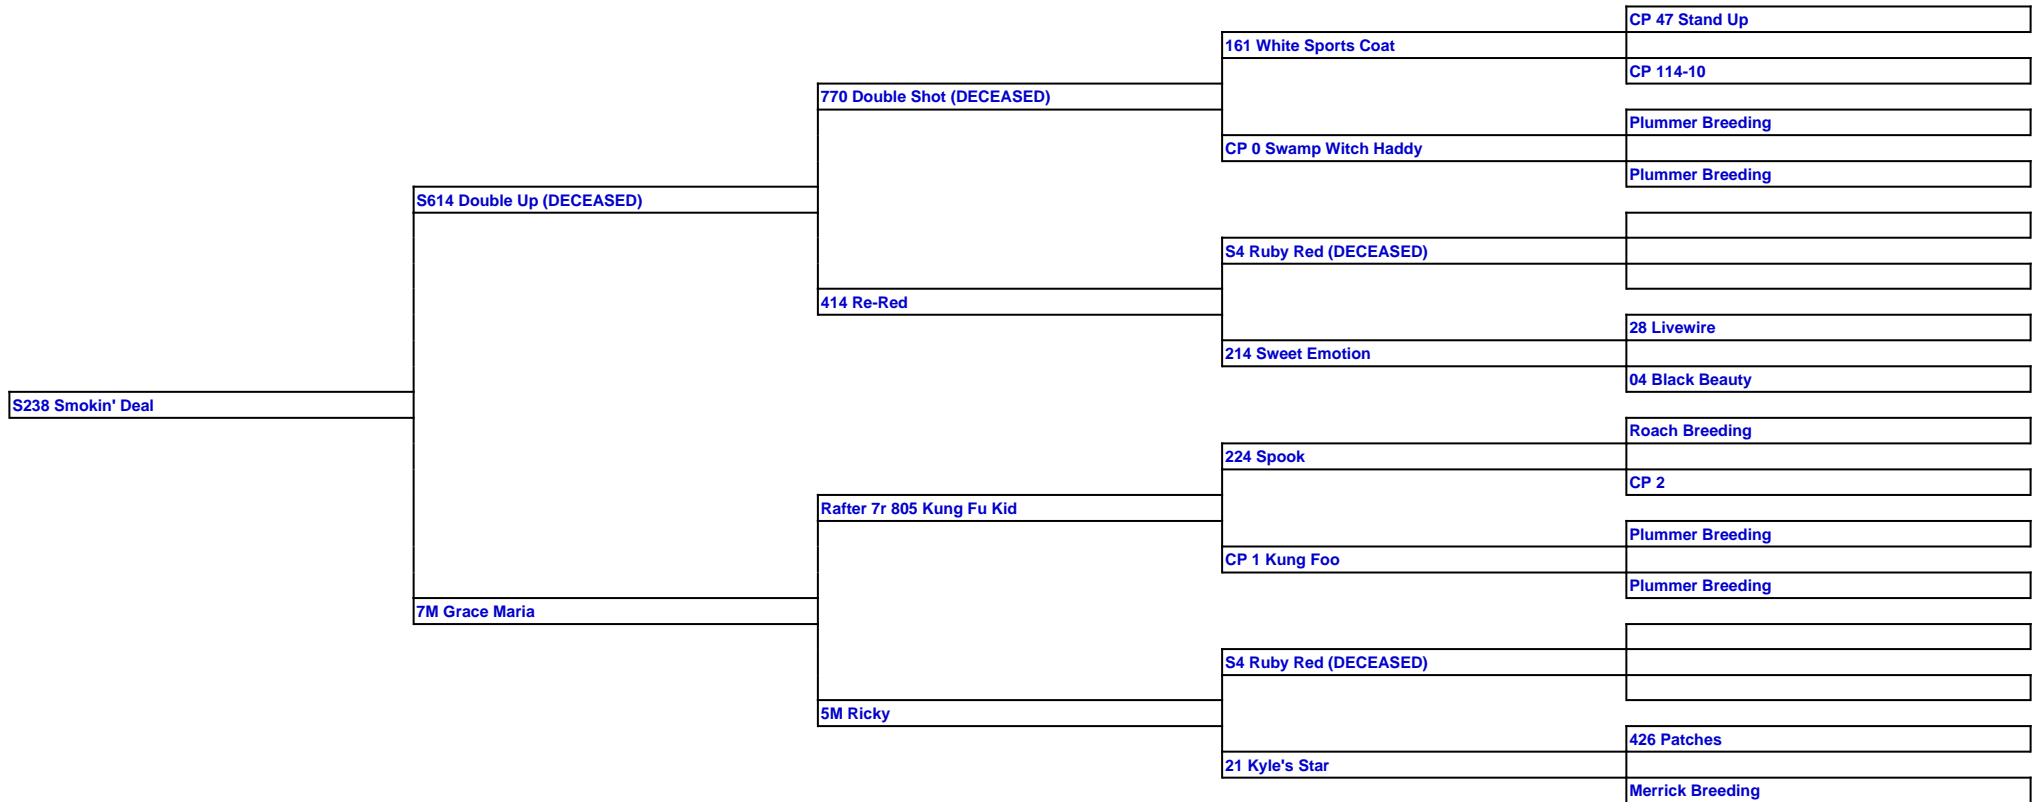 CP 47 Stand Up
161 White Sports Coat
CP 114-10
770 Double Shot (DECEASED)
Plummer Breeding
CP 0 Swamp Witch Haddy
Plummer Breeding
S614 Double Up (DECEASED)
S4 Ruby Red (DECEASED)
414 Re-Red
28 Livewire
214 Sweet Emotion
04 Black Beauty
S238 Smokin' Deal
Roach Breeding
224 Spook
CP 2
Rafter 7r 805 Kung Fu Kid
Plummer Breeding
CP 1 Kung Foo
Plummer Breeding
7M Grace Maria
S4 Ruby Red (DECEASED)
5M Ricky
426 Patches
21 Kyle's Star
Merrick Breeding